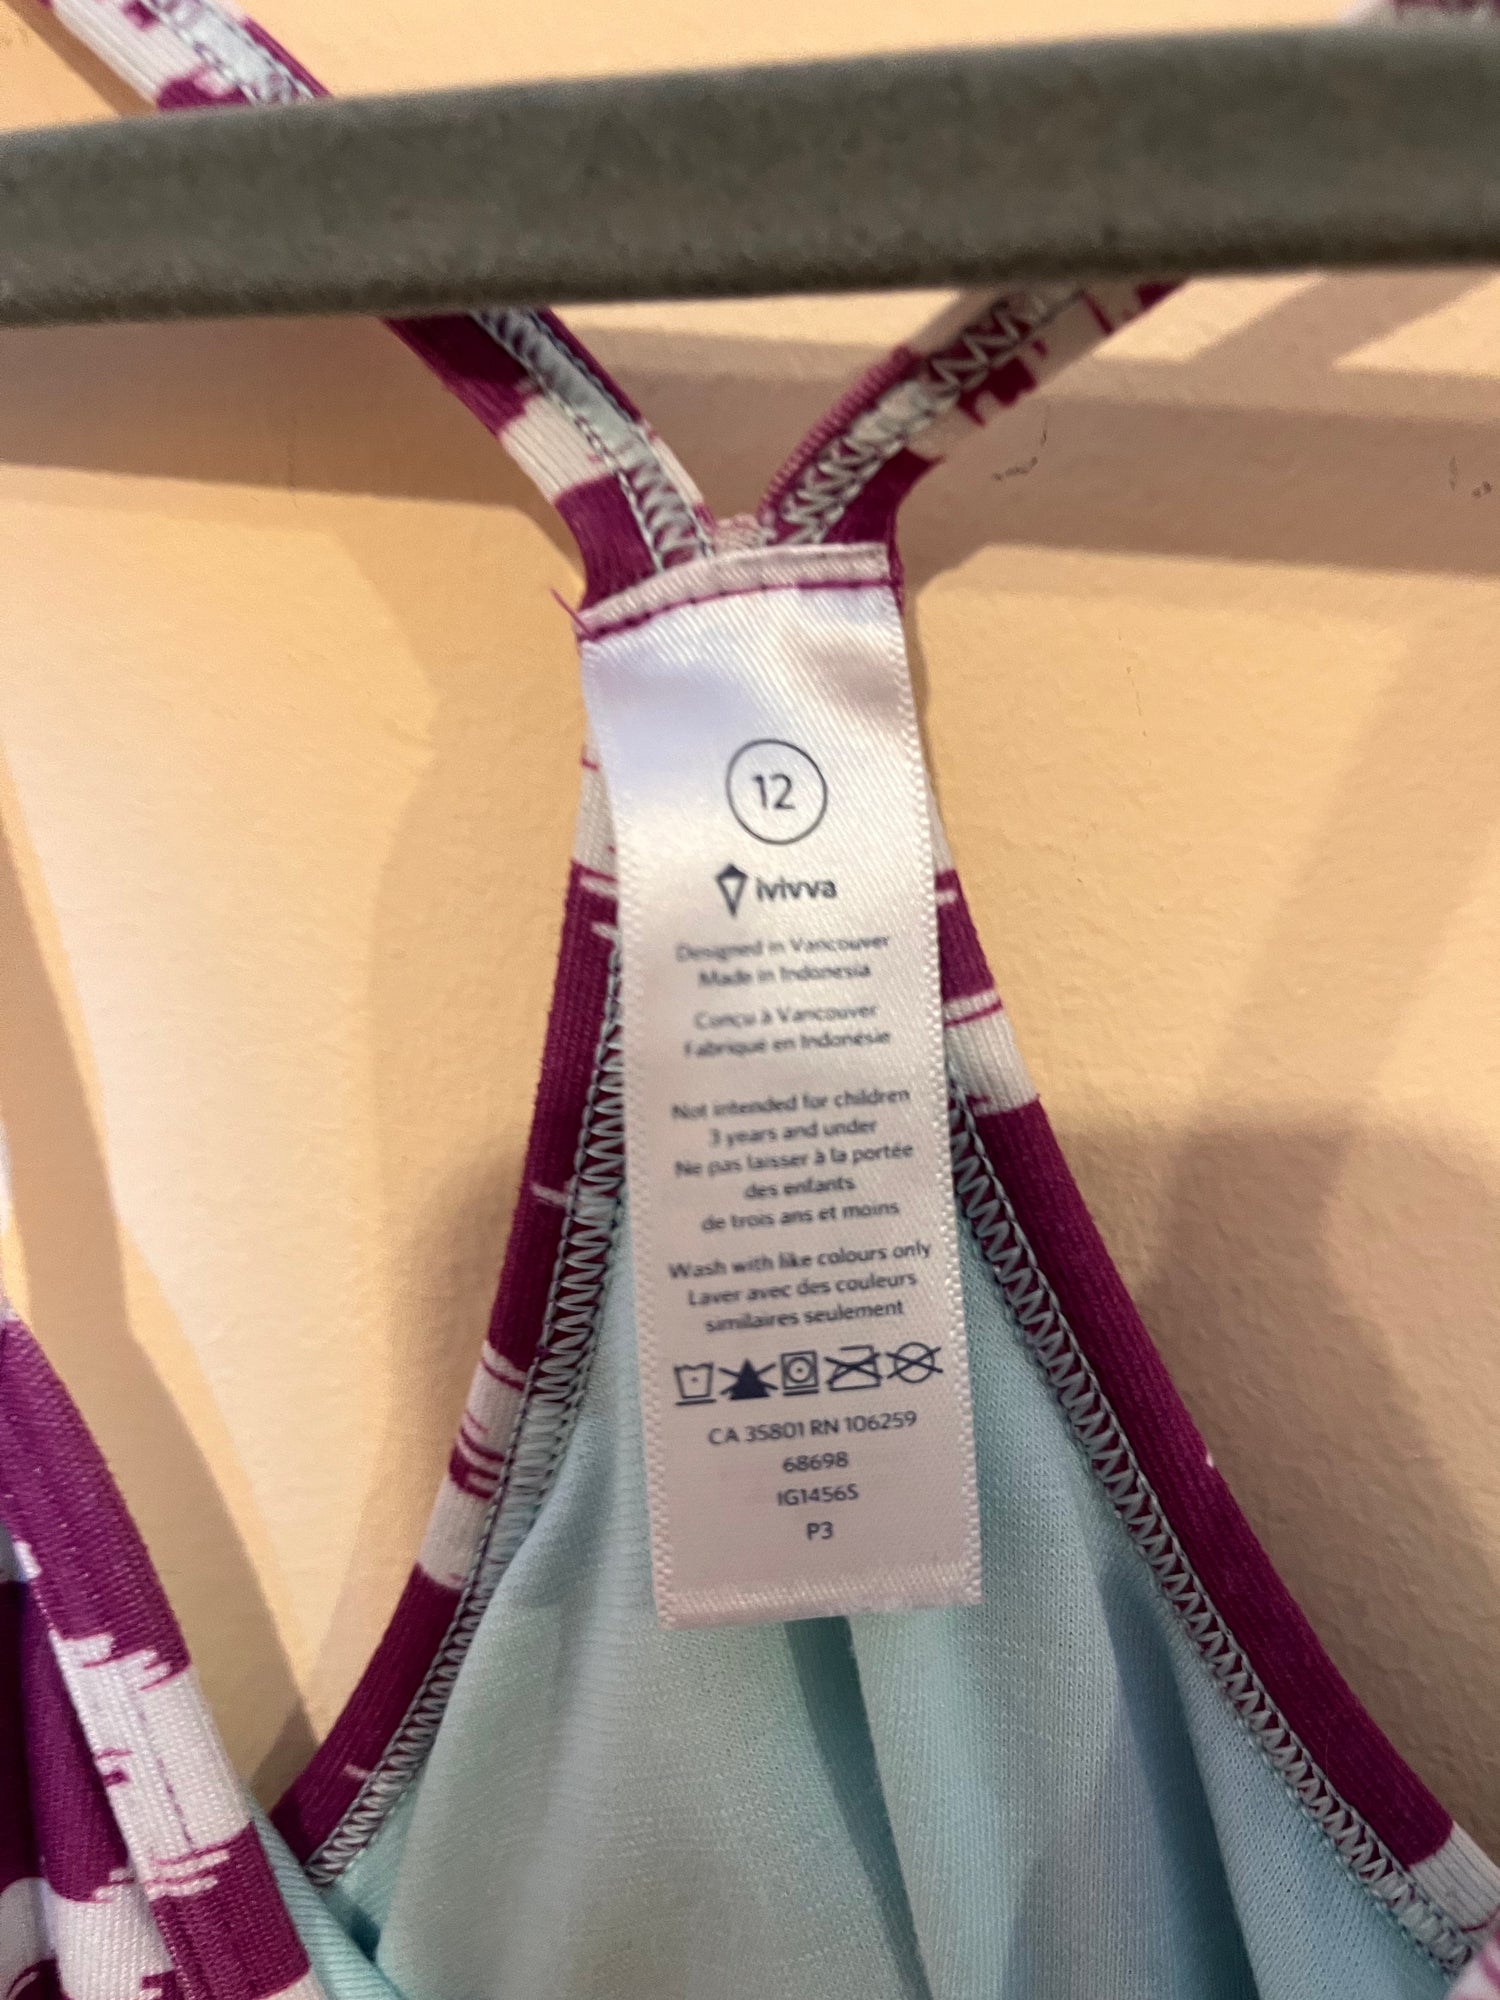 12
ivivva
Designed in Vancouver
Made in Indonesia
Conçu à Vancouver
Fabriqué en Indonésie
Not intended for children
3 years and under
Ne pas laisser à la portée
des enfants
de trois ans et moins
Wash with like colours only
Laver avec des couleurs
similaires seulement
CA 35801 RN 106259
68698
IG1456S
P3